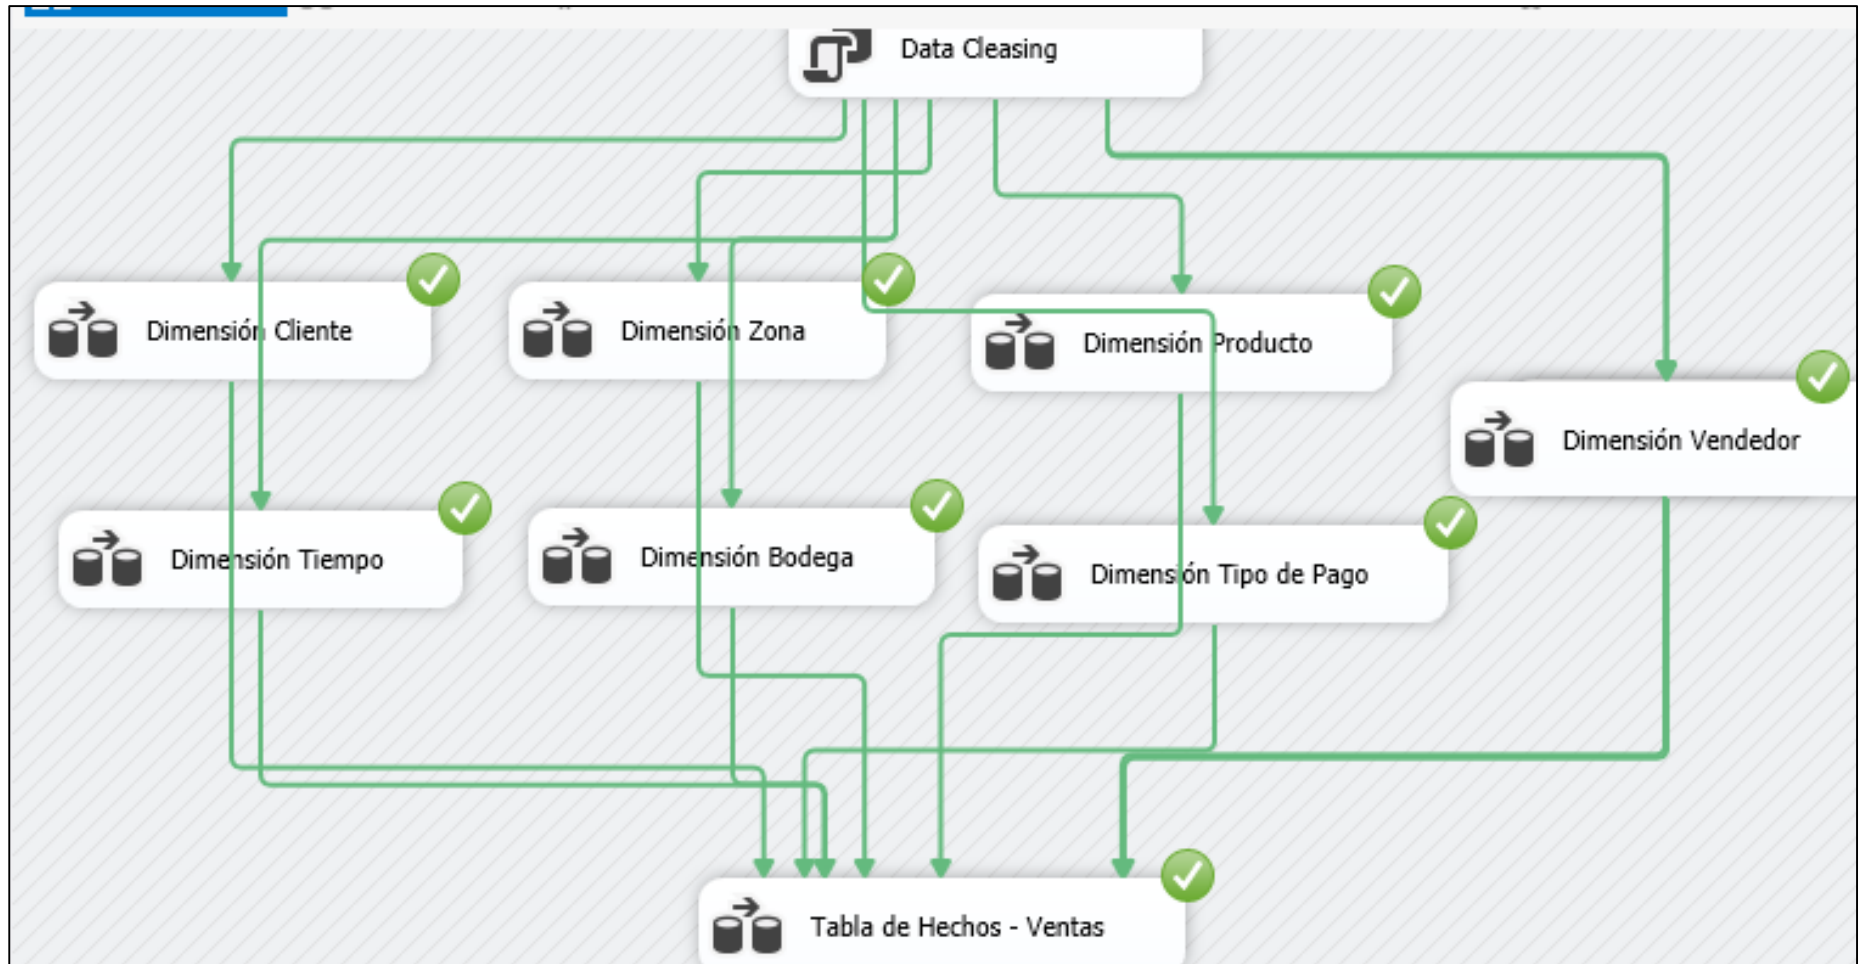 Data Cleasing
Dimensión Cliente
Dimensión Zona
Dimensión Producto
Dimensión Vendedor
Dimensión Tiempo
Dimensión Bodega
Dimensión Tipo de Pago
Tabla de Hechos - Ventas